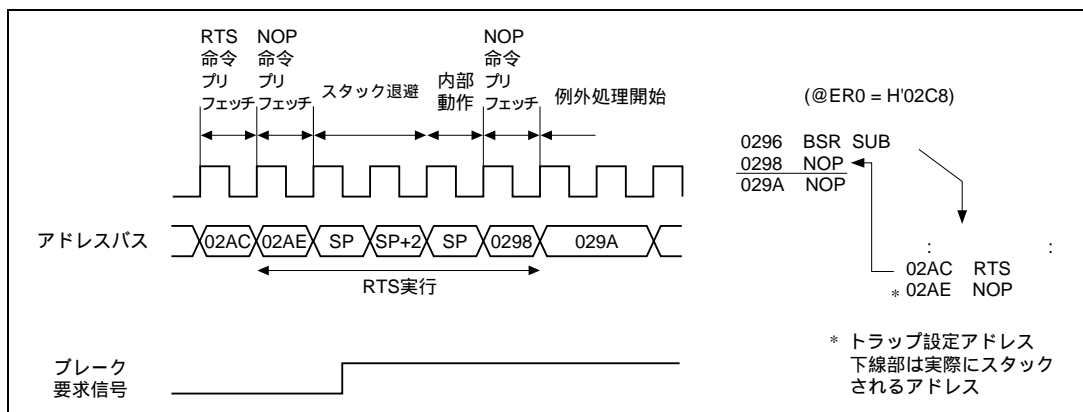 RTS
命令
プリ
フェッチ
NOP
命令
プリ
フェッチ
スタック退避
内部
動作
NOP
命令
プリ
フェッチ
例外処理開始
アドレスバス
02AC 02AE SP SP+2 SP 0298 029A
RTS実行
ブレーク
要求信号
(@ER0 = H'02C8)
0296 BSR SUB
0298 NOP
029A NOP
: :
02AC RTS
* 02AE NOP
* トラップ設定アドレス
下線部は実際にスタック
されるアドレス